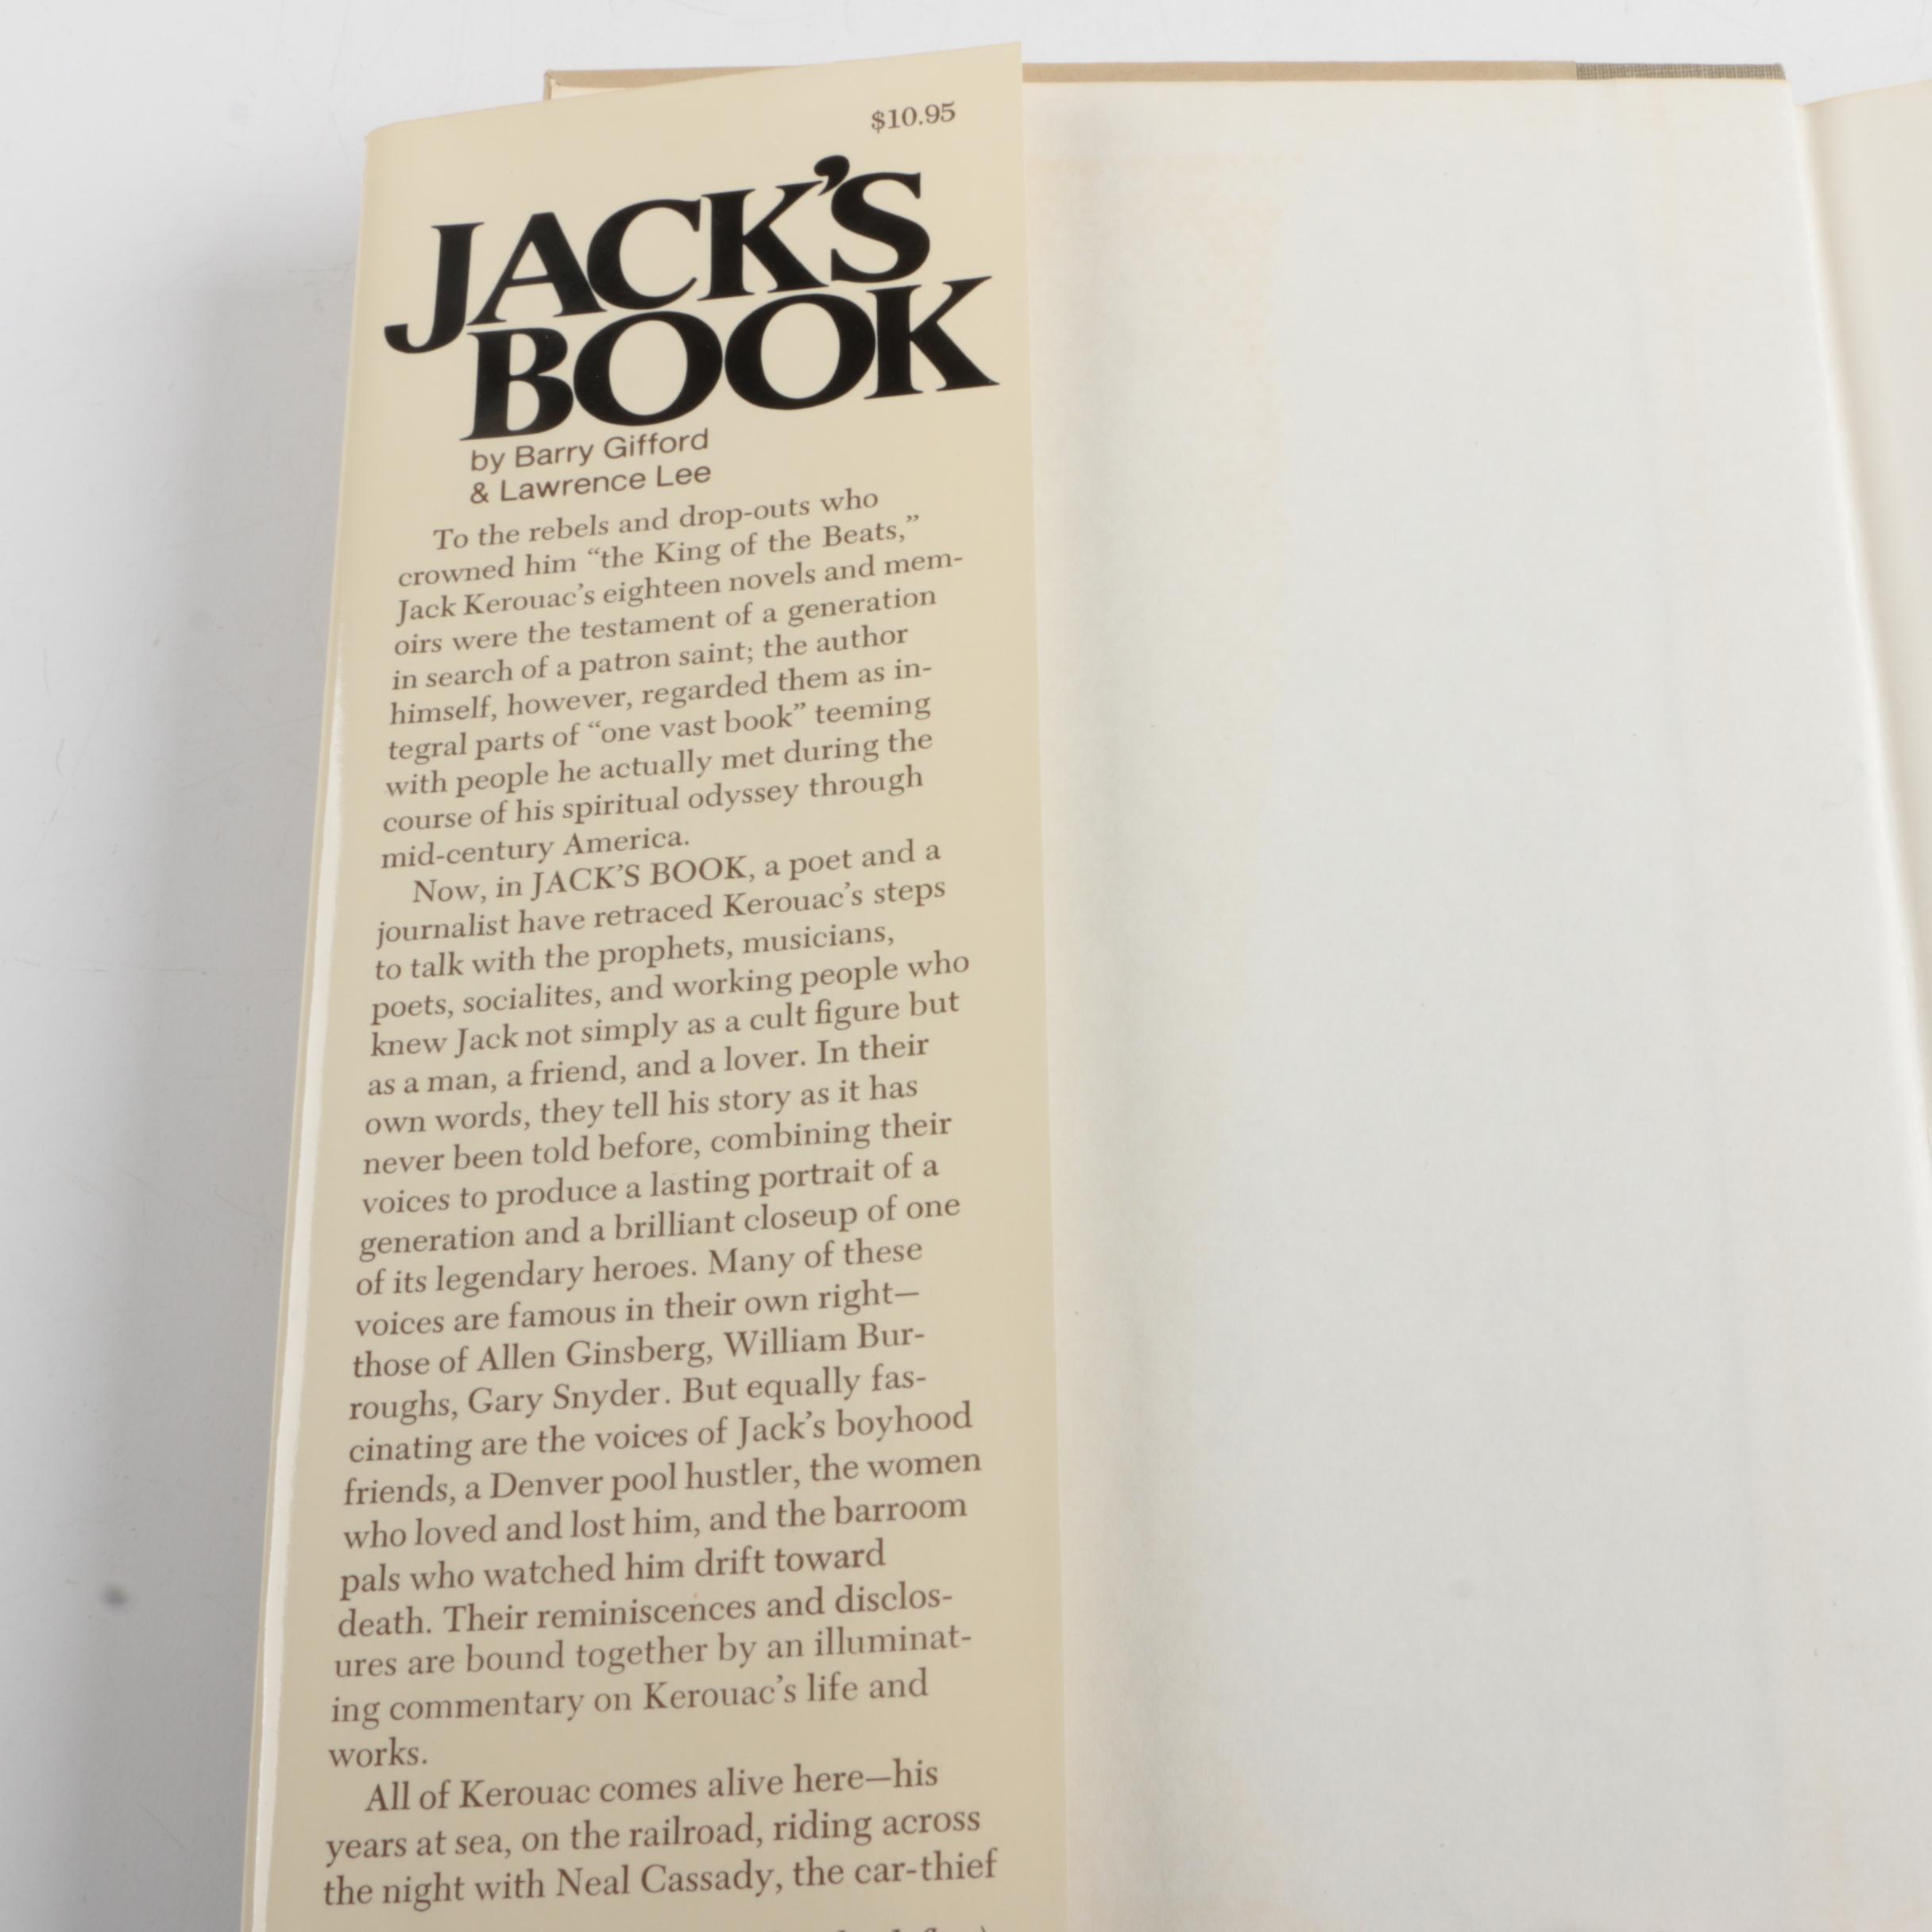 $10.95
JACK'S
BOOK
by Barry Gifford
& Lawrence Lee
To the rebels and drop-outs who
crowned him “the King of the Beats,”
Jack Kerouac’s eighteen novels and mem-
oirs were the testament of a generation
in search of a patron saint; the author
himself, however, regarded them as in-
tegral parts of “one vast book” teeming
with people he actually met during the
course of his spiritual odyssey through
mid-century America.
Now, in JACK’S BOOK, a poet and a
journalist have retraced Kerouac’s steps
to talk with the prophets, musicians,
poets, socialites, and working people who
knew Jack not simply as a cult figure but
as a man, a friend, and a lover. In their
own words, they tell his story as it has
never been told before, combining their
voices to produce a lasting portrait of a
generation and a brilliant closeup of one
of its legendary heroes. Many of these
voices are famous in their own right—
those of Allen Ginsberg, William Bur-
roughs, Gary Snyder. But equally fas-
cinating are the voices of Jack’s boyhood
friends, a Denver pool hustler, the women
who loved and lost him, and the barroom
pals who watched him drift toward
death. Their reminiscences and disclos-
ures are bound together by an illuminat-
ing commentary on Kerouac’s life and
works.
All of Kerouac comes alive here—his
years at sea, on the railroad, riding across
the night with Neal Cassady, the car-thief